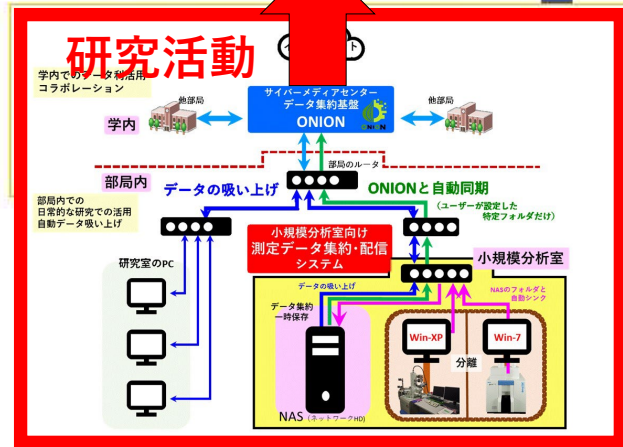 研究活動
イ
ト
学内でのデータ利活用
コラボレーション
サイバーメディアセンター
データ集約基盤
ONION
ONION
他部局
他部局
学内
部局のルータ
部局内
データの吸い上げ
ONIONと自動同期
(ユーザーが設定した
特定フォルダだけ)
部局内での
日常的な研究での活用
自動データ吸い上げ
小規模分析室向け
測定データ集約・配信
システム
小規模分析室
研究室のPC
データの吸い上げ
NASのフォルダと
自動シンク
データ集約
一時保存
Win-XP
Win-7
分離
NAS (ネットワークHD)